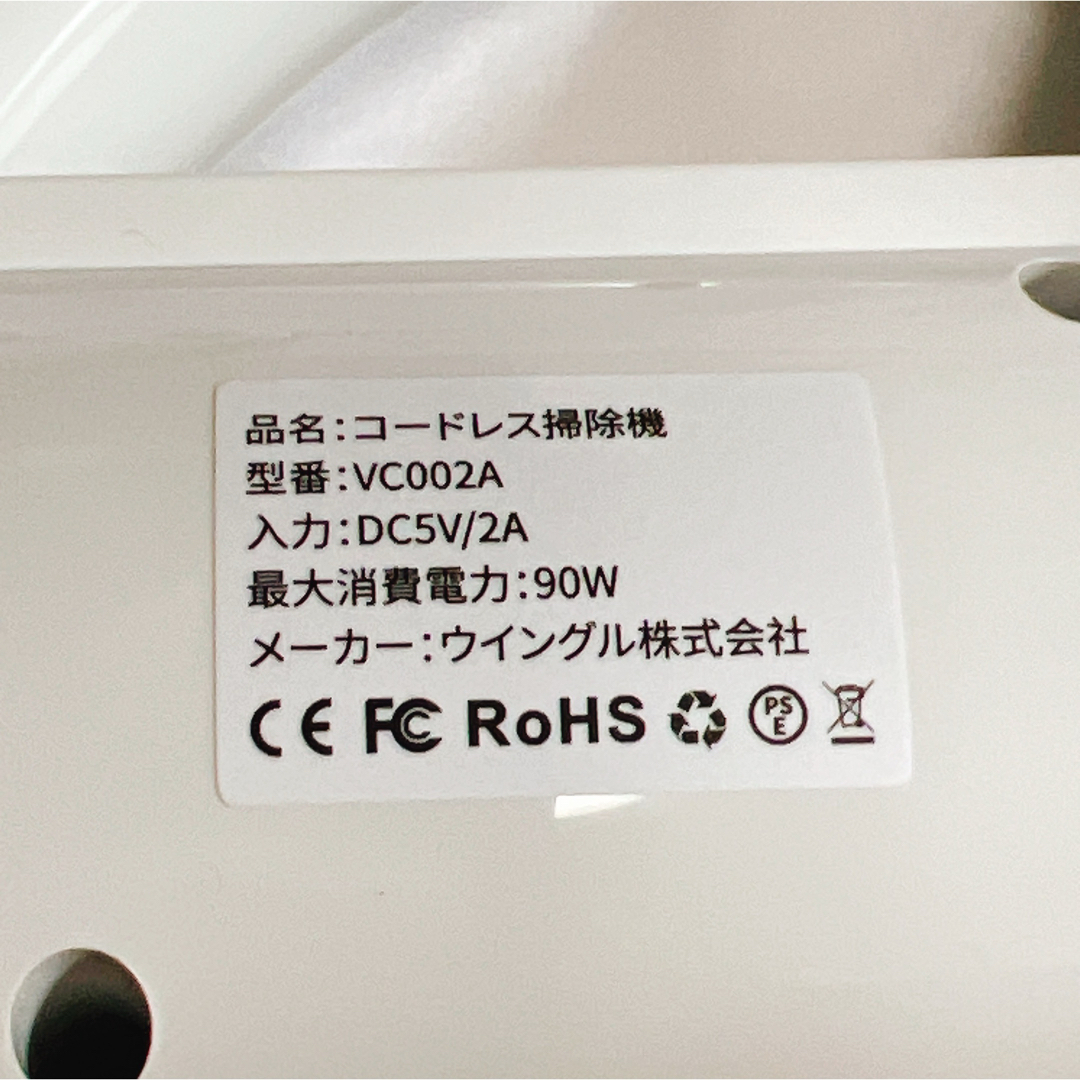 品名：コードレス掃除機
型番：VC002A
入力：DC5V/2A
最大消費電力：90W
メーカー：ウイングル株式会社
CE FC RoHS PSE